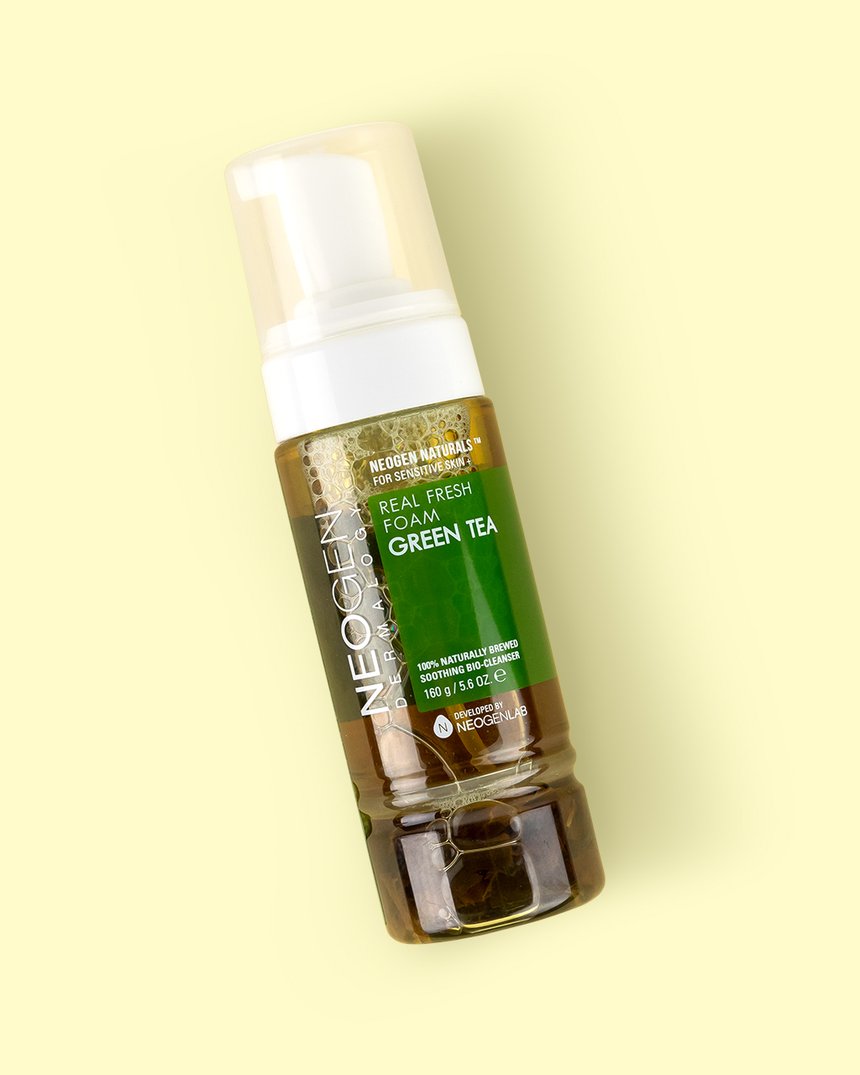 NEOGEN NATURALS™
FOR SENSITIVE SKIN +
REAL FRESH
FOAM
GREEN TEA
NEOGEN
DERMALOGY
100% NATURALLY BREWED
SOOTHING BIO-CLEANSER
160 g / 5.6 OZ. ℮
N
DEVELOPED BY
NEOGENLAB